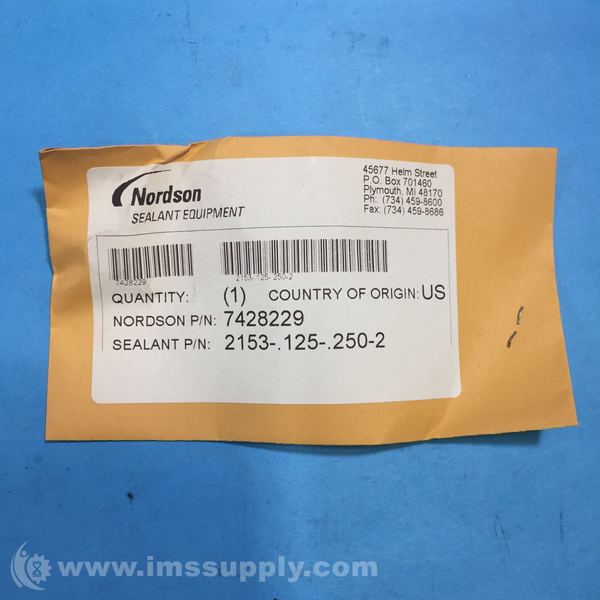 Nordson
SEALANT EQUIPMENT
45677 Helm Street
P.O. Box 701460
Plymouth, MI 48170
Ph: (734) 459-8600
Fax: (734) 459-8686
7428229
2153-.125-.250-2
QUANTITY: (1) COUNTRY OF ORIGIN: US
NORDSON P/N: 7428229
SEALANT P/N: 2153-.125-.250-2
www.imssupply.com